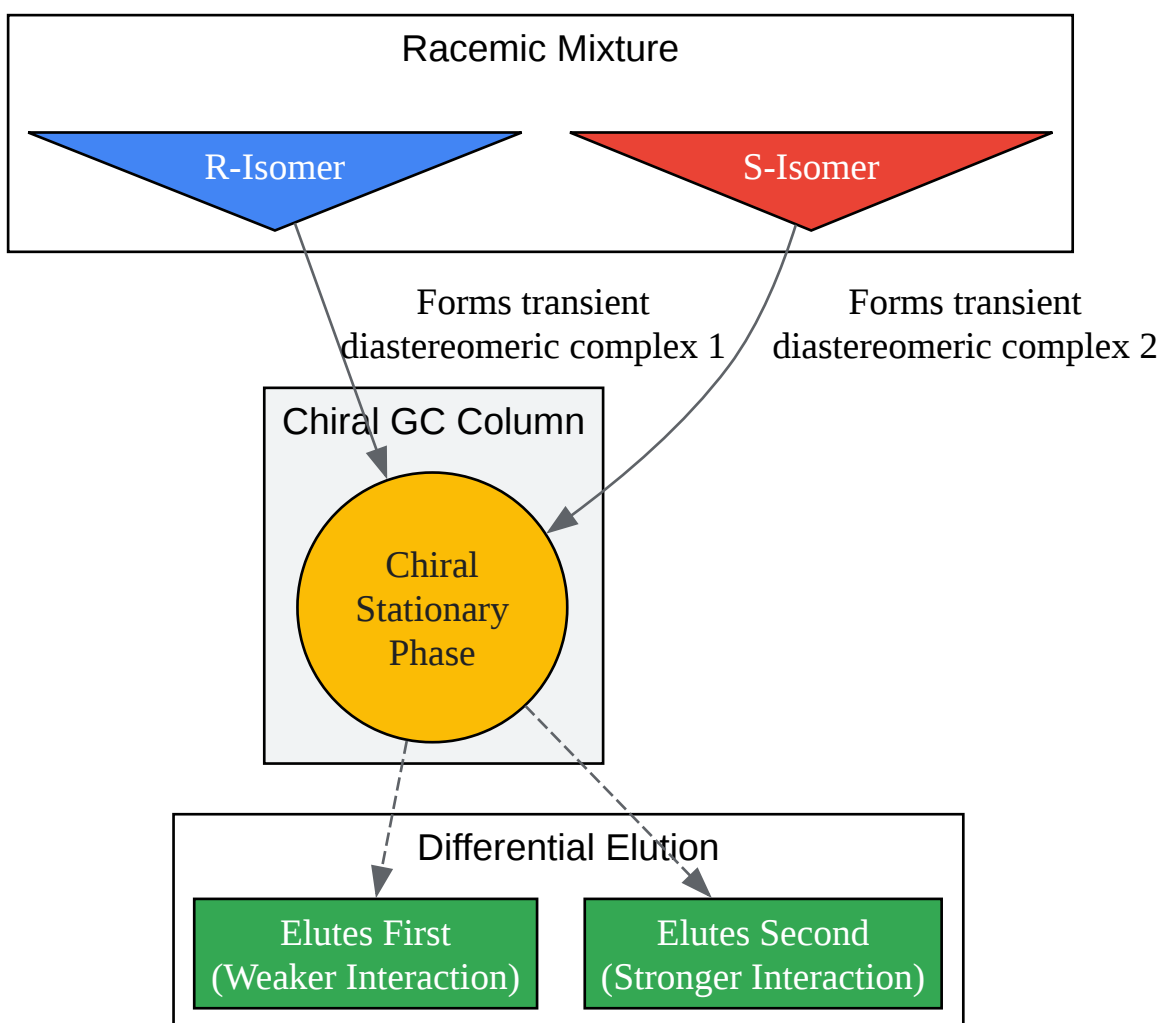 Racemic Mixture
R-Isomer
S-Isomer
Forms transient
diastereomeric complex 1
Forms transient
diastereomeric complex 2
Chiral GC Column
Chiral
Stationary
Phase
Differential Elution
Elutes First
(Weaker Interaction)
Elutes Second
(Stronger Interaction)